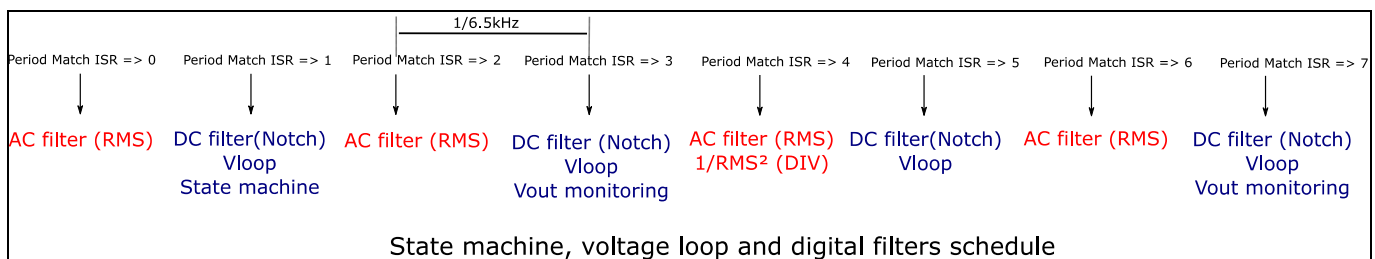 1/6.5kHz
Period Match ISR => 0 Period Match ISR => 1 Period Match ISR => 2 Period Match ISR => 3 Period Match ISR => 4 Period Match ISR => 5 Period Match ISR => 6 Period Match ISR => 7
AC filter (RMS) DC filter(Notch) AC filter (RMS) DC filter (Notch) AC filter (RMS) DC filter(Notch) AC filter (RMS) DC filter (Notch)
Vloop Vloop 1/RMS² (DIV) Vloop Vloop
State machine Vout monitoring Vout monitoring
State machine, voltage loop and digital filters schedule